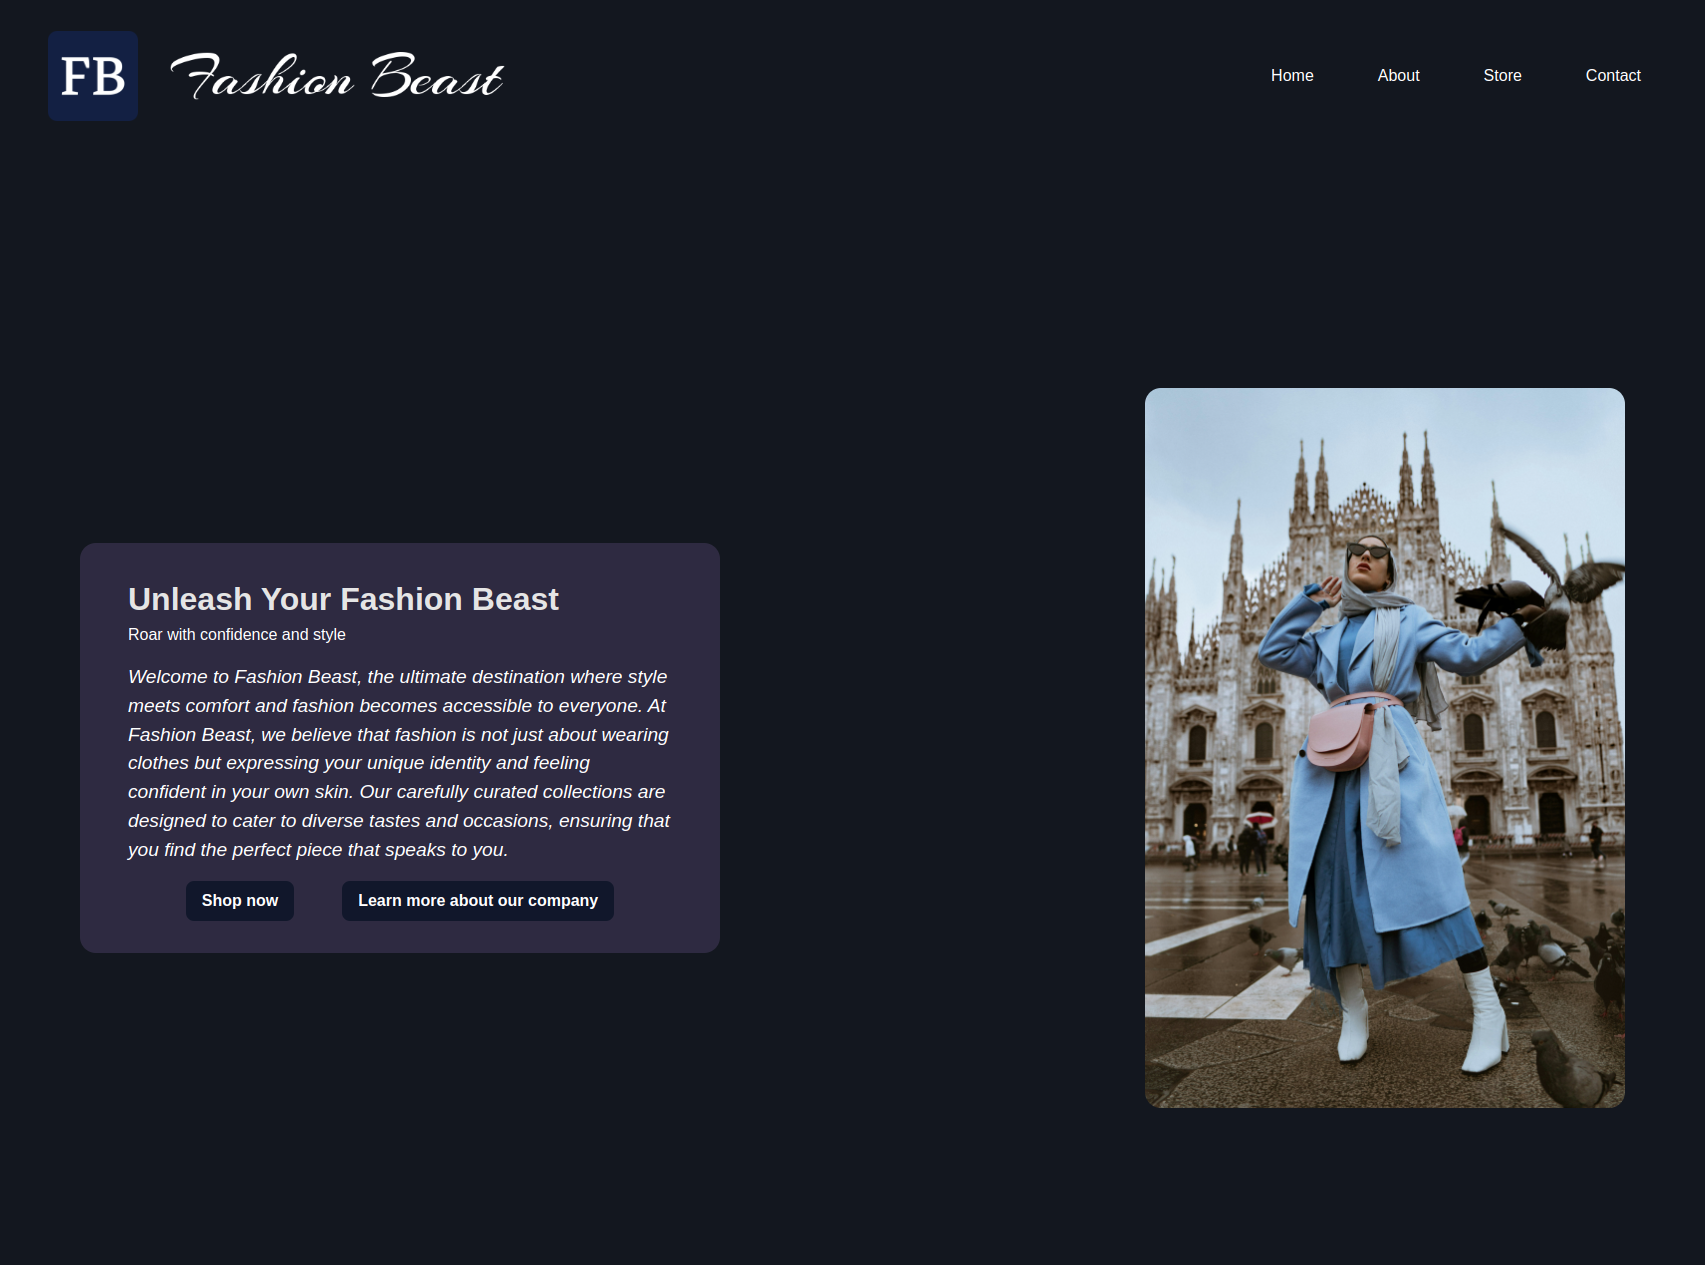 FB
Fashion Beast
Home
About
Store
Contact
Unleash Your Fashion Beast
Roar with confidence and style
Welcome to Fashion Beast, the ultimate destination where style
meets comfort and fashion becomes accessible to everyone. At
Fashion Beast, we believe that fashion is not just about wearing
clothes but expressing your unique identity and feeling
confident in your own skin. Our carefully curated collections are
designed to cater to diverse tastes and occasions, ensuring that
you find the perfect piece that speaks to you.
Shop now
Learn more about our company